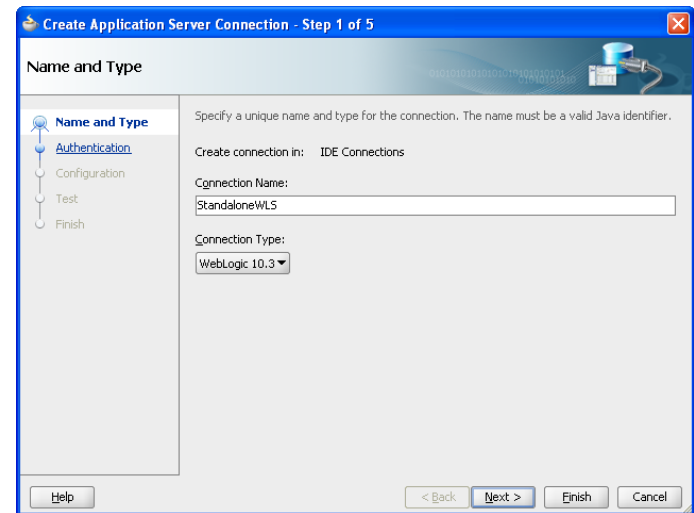 Create Application Server Connection - Step 1 of 5
Name and Type
Name and Type
Authentication
Configuration
Test
Finish
Specify a unique name and type for the connection. The name must be a valid Java identifier.
Create connection in: IDE Connections
Connection Name:
StandaloneWLS
Connection Type:
WebLogic 10.3
Help
< Back
Next >
Finish
Cancel